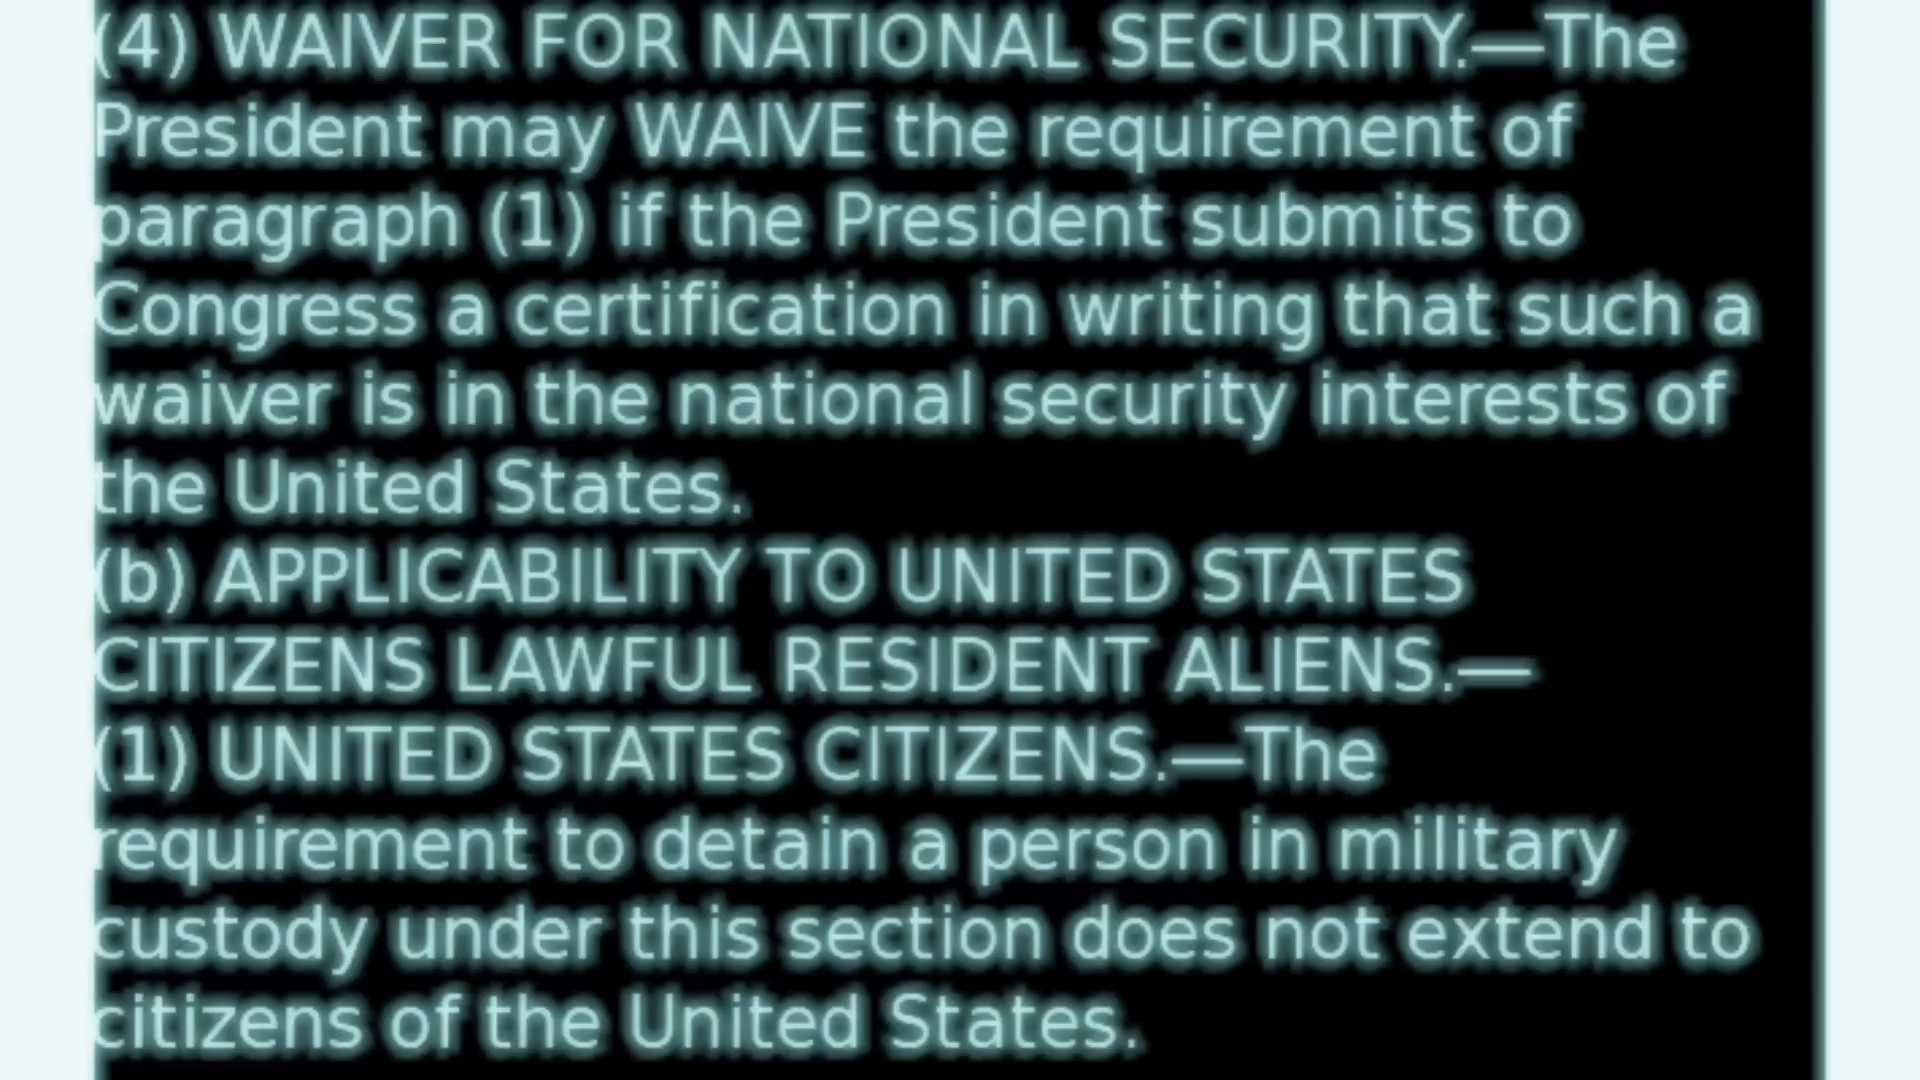 (4) WAIVER FOR NATIONAL SECURITY.—The
President may WAIVE the requirement of
paragraph (1) if the President submits to
Congress a certification in writing that such a
waiver is in the national security interests of
the United States.
(b) APPLICABILITY TO UNITED STATES
CITIZENS LAWFUL RESIDENT ALIENS.—
(1) UNITED STATES CITIZENS.—The
requirement to detain a person in military
custody under this section does not extend to
citizens of the United States.